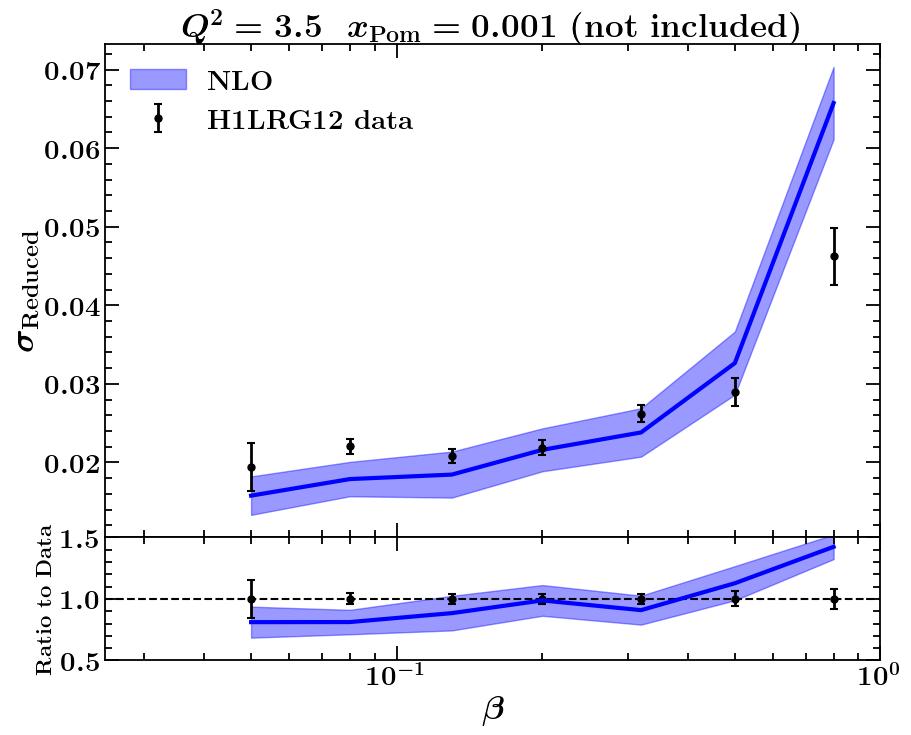 Q² = 3.5 x_Pom = 0.001 (not included)
NLO
H1LRG12 data
0.07
0.06
0.05
0.04
0.03
0.02
σ_Reduced
1.5
1.0
0.5
Ratio to Data
10⁻¹
10⁰
β